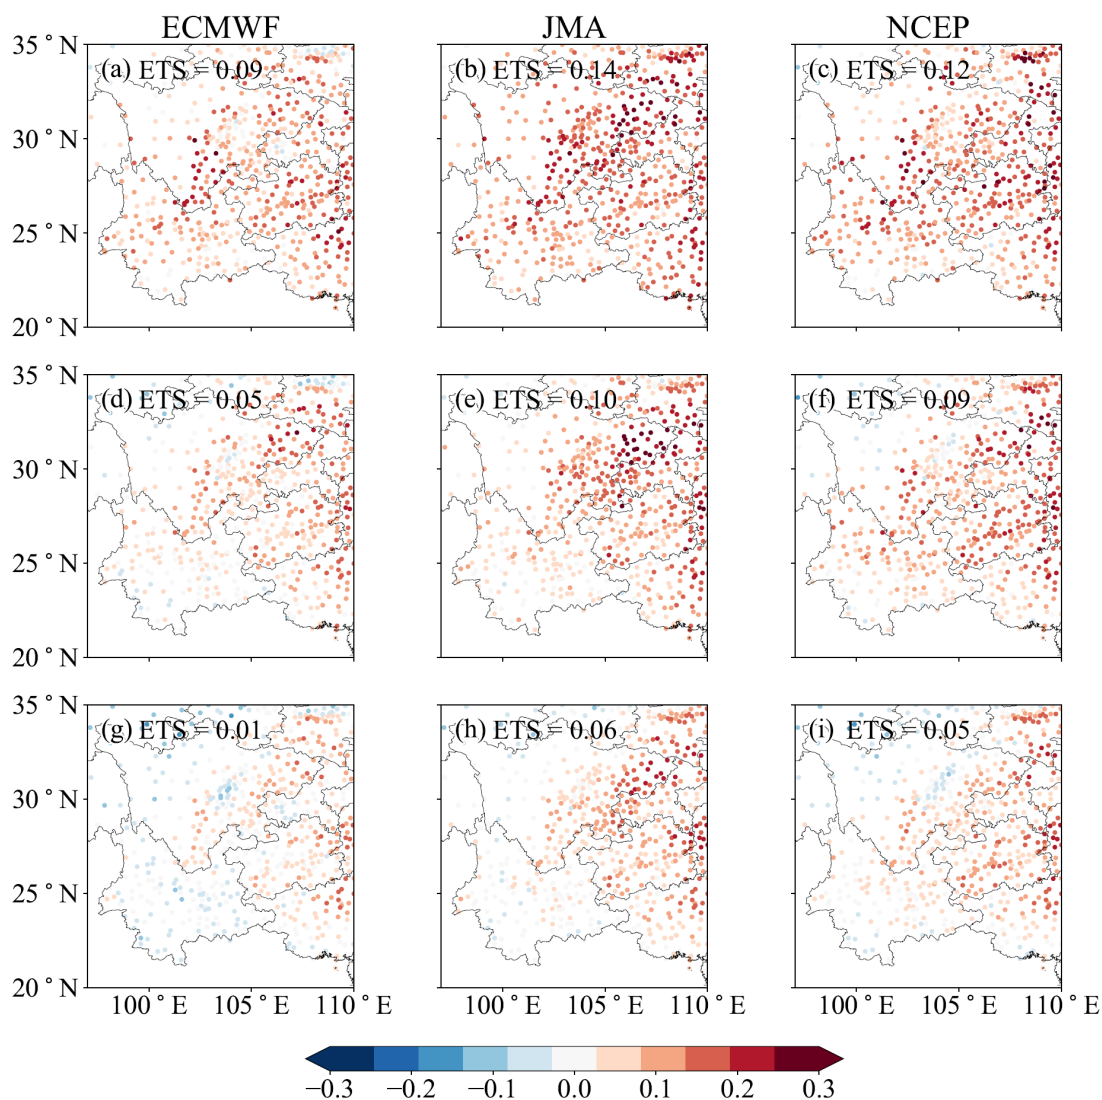 ECMWF JMA NCEP
35°N
(a) ETS = 0.09 (b) ETS = 0.14 (c) ETS = 0.12
30°N
25°N
20°N
35°N
(d) ETS = 0.05 (e) ETS = 0.10 (f) ETS = 0.09
30°N
25°N
20°N
35°N
(g) ETS = 0.01 (h) ETS = 0.06 (i) ETS = 0.05
30°N
25°N
20°N
100°E 105°E 110°E 100°E 105°E 110°E 100°E 105°E 110°E
−0.3 −0.2 −0.1 0.0 0.1 0.2 0.3